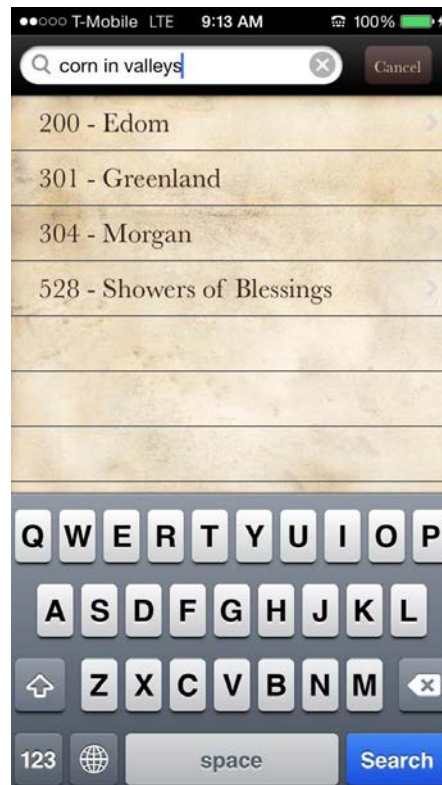 T-Mobile LTE 9:13 AM 100%
corn in valleys Cancel
200 - Edom
301 - Greenland
304 - Morgan
528 - Showers of Blessings
Q W E R T Y U I O P
A S D F G H J K L
Z X C V B N M
123 space Search